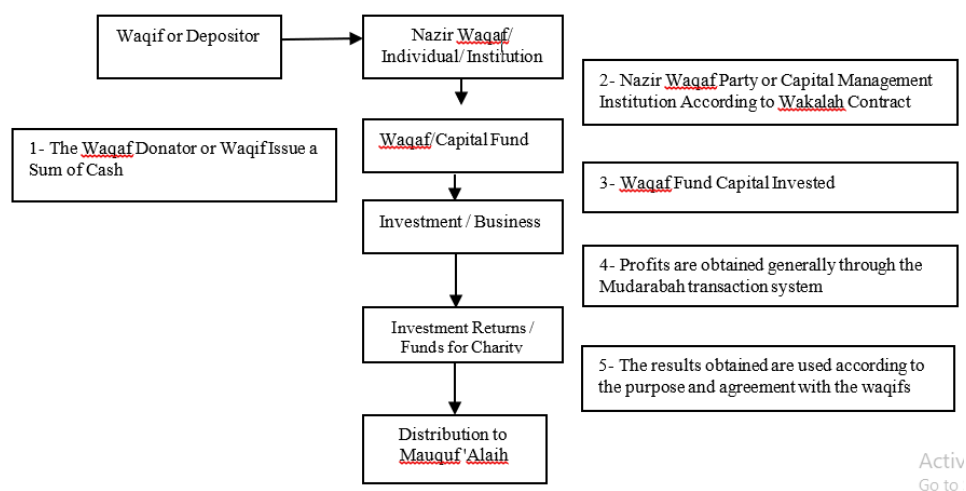 Waqif or Depositor
Nazir Waqaf/
Individual/ Institution
2- Nazir Waqaf Party or Capital Management
Institution According to Wakalah Contract
1- The Waqaf Donator or Waqif Issue a
Sum of Cash
Waqaf/Capital Fund
3- Waqaf Fund Capital Invested
Investment / Business
4- Profits are obtained generally through the
Mudarabah transaction system
Investment Returns /
Funds for Charity
5- The results obtained are used according to
the purpose and agreement with the waqifs
Distribution to
Mauquf 'Alaih
Activ
Go to